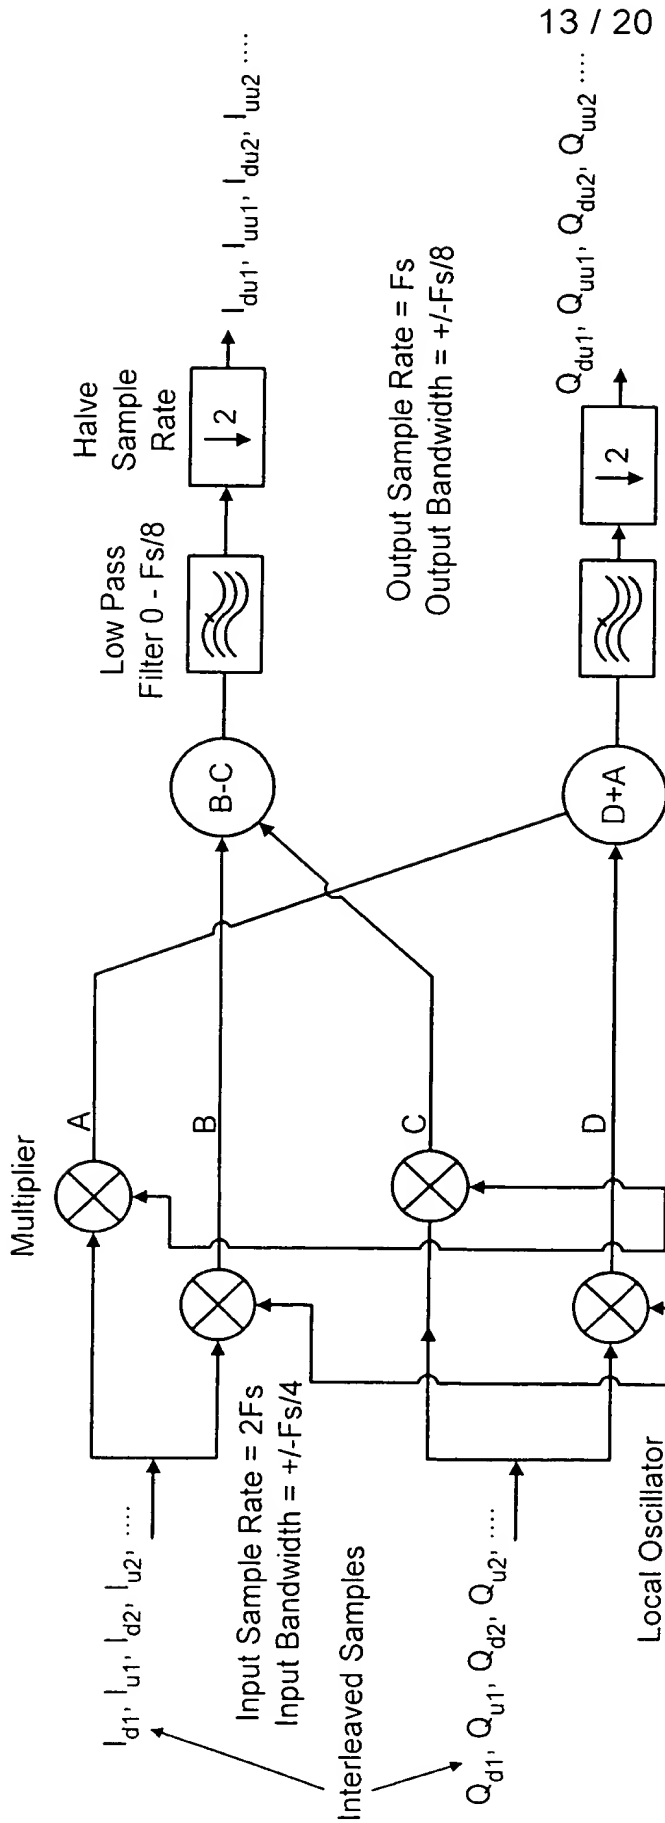 13 / 20
Multiplier
I_d1, I_u1, I_d2, I_u2, ....
Input Sample Rate = 2Fs
Input Bandwidth = +/-Fs/4
Interleaved Samples
Q_d1, Q_u1, Q_d2, Q_u2, ....
Local Oscillator
A
B
C
D
B-C
D+A
Low Pass
Filter 0 - Fs/8
Halve
Sample
Rate
↓2
I_du1, I_uu1, I_du2, I_uu2 ....
Output Sample Rate = Fs
Output Bandwidth = +/-Fs/8
↓2
Q_du1, Q_uu1, Q_du2, Q_uu2 ....